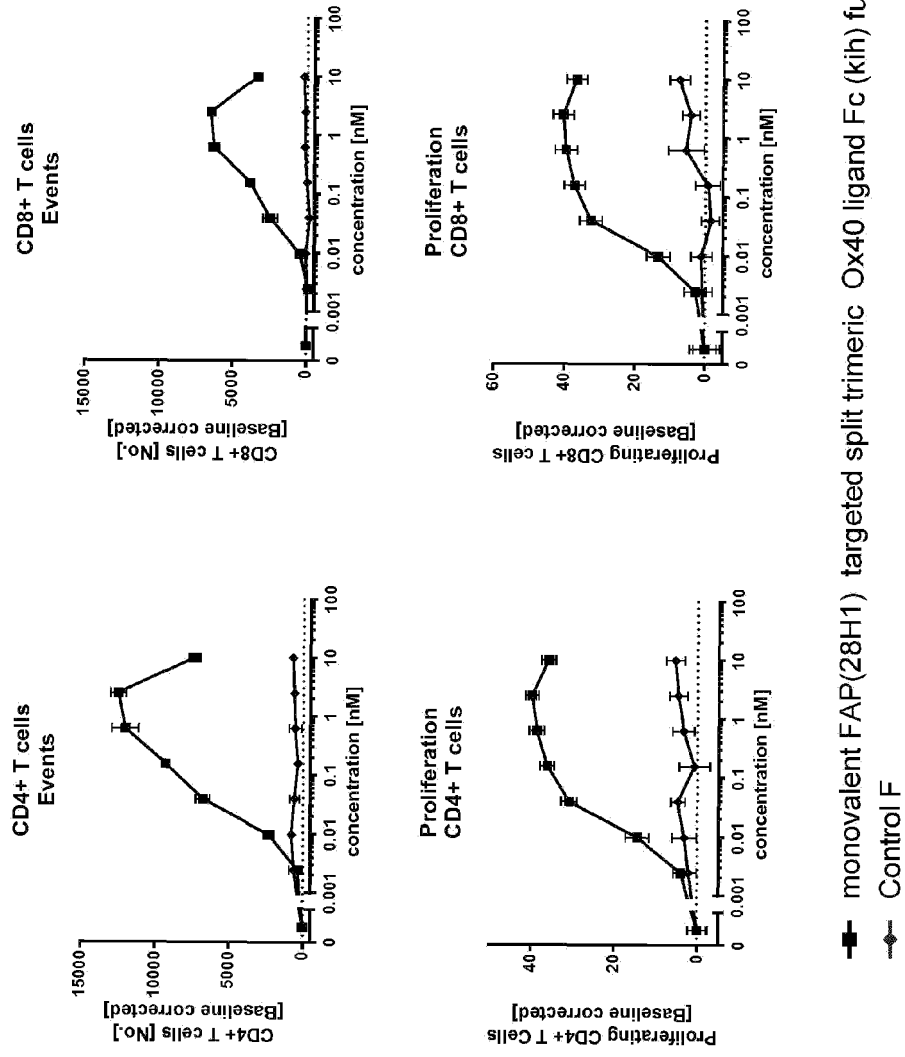 CD4+ T cells
Events
CD4+ T cells [No.]
[Baseline corrected]
15000
10000
5000
0
0
0.001
0.01
0.1
1
10
100
concentration [nM]
CD8+ T cells
Events
CD8+ T cells [No.]
[Baseline corrected]
15000
10000
5000
0
0
0.001
0.01
0.1
1
10
100
concentration [nM]
Proliferation
CD4+ T cells
Proliferating CD4+ T Cells
[Baseline corrected]
40
20
0
0
0.001
0.01
0.1
1
10
100
concentration [nM]
Proliferation
CD8+ T cells
Proliferating CD8+ T cells
[Baseline corrected]
60
40
20
0
0
0.001
0.01
0.1
1
10
100
concentration [nM]
monovalent FAP(28H1) targeted split trimeric Ox40 ligand Fc (kih) fu
Control F